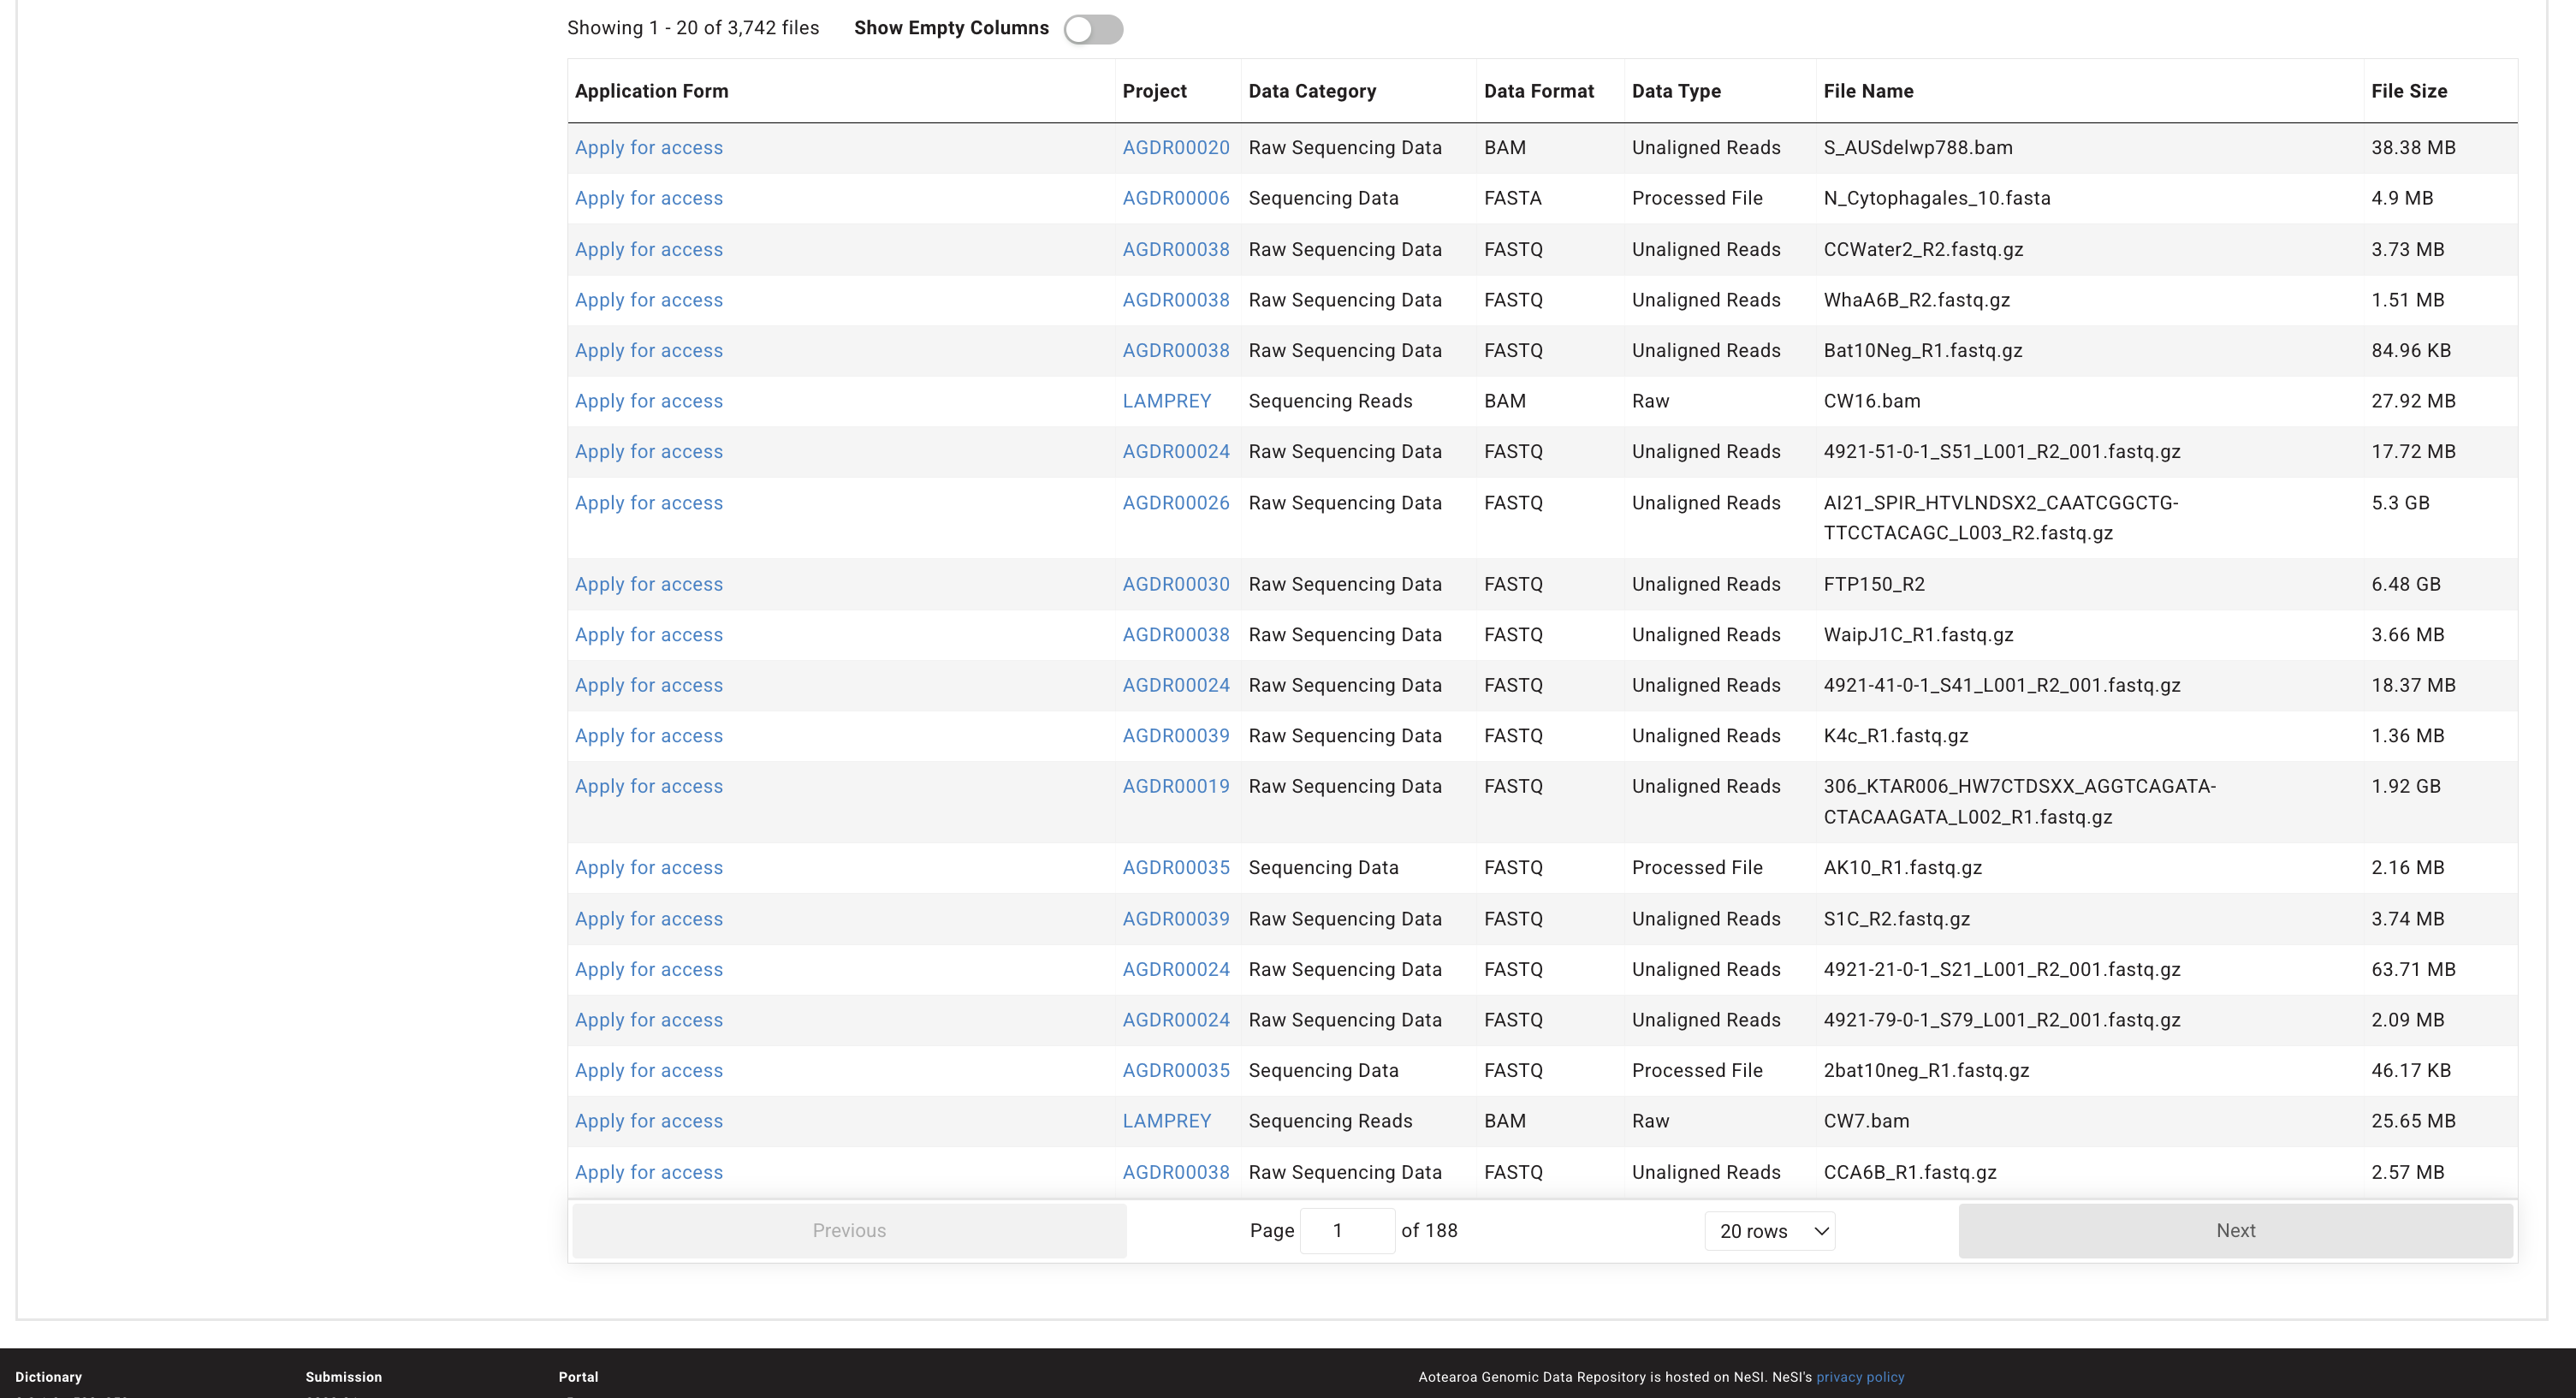 Showing 1 - 20 of 3,742 files Show Empty Columns
Application Form Project Data Category Data Format Data Type File Name File Size
Apply for access AGDR00020 Raw Sequencing Data BAM Unaligned Reads S_AUSdelwp788.bam 38.38 MB
Apply for access AGDR00006 Sequencing Data FASTA Processed File N_Cytophagales_10.fasta 4.9 MB
Apply for access AGDR00038 Raw Sequencing Data FASTQ Unaligned Reads CCWater2_R2.fastq.gz 3.73 MB
Apply for access AGDR00038 Raw Sequencing Data FASTQ Unaligned Reads WhaA6B_R2.fastq.gz 1.51 MB
Apply for access AGDR00038 Raw Sequencing Data FASTQ Unaligned Reads Bat10Neg_R1.fastq.gz 84.96 KB
Apply for access LAMPREY Sequencing Reads BAM Raw CW16.bam 27.92 MB
Apply for access AGDR00024 Raw Sequencing Data FASTQ Unaligned Reads 4921-51-0-1_S51_L001_R2_001.fastq.gz 17.72 MB
Apply for access AGDR00026 Raw Sequencing Data FASTQ Unaligned Reads AI21_SPIR_HTVLNDSX2_CAATCGGCTG- 5.3 GB
TTCCTACAGC_L003_R2.fastq.gz
Apply for access AGDR00030 Raw Sequencing Data FASTQ Unaligned Reads FTP150_R2 6.48 GB
Apply for access AGDR00038 Raw Sequencing Data FASTQ Unaligned Reads WaipJ1C_R1.fastq.gz 3.66 MB
Apply for access AGDR00024 Raw Sequencing Data FASTQ Unaligned Reads 4921-41-0-1_S41_L001_R2_001.fastq.gz 18.37 MB
Apply for access AGDR00039 Raw Sequencing Data FASTQ Unaligned Reads K4c_R1.fastq.gz 1.36 MB
Apply for access AGDR00019 Raw Sequencing Data FASTQ Unaligned Reads 306_KTAR006_HW7CTDSXX_AGGTCAGATA- 1.92 GB
CTACAAGATA_L002_R1.fastq.gz
Apply for access AGDR00035 Sequencing Data FASTQ Processed File AK10_R1.fastq.gz 2.16 MB
Apply for access AGDR00039 Raw Sequencing Data FASTQ Unaligned Reads S1C_R2.fastq.gz 3.74 MB
Apply for access AGDR00024 Raw Sequencing Data FASTQ Unaligned Reads 4921-21-0-1_S21_L001_R2_001.fastq.gz 63.71 MB
Apply for access AGDR00024 Raw Sequencing Data FASTQ Unaligned Reads 4921-79-0-1_S79_L001_R2_001.fastq.gz 2.09 MB
Apply for access AGDR00035 Sequencing Data FASTQ Processed File 2bat10neg_R1.fastq.gz 46.17 KB
Apply for access LAMPREY Sequencing Reads BAM Raw CW7.bam 25.65 MB
Apply for access AGDR00038 Raw Sequencing Data FASTQ Unaligned Reads CCA6B_R1.fastq.gz 2.57 MB
Previous Page 1 of 188 20 rows Next
Dictionary Submission Portal Aotearoa Genomic Data Repository is hosted on NeSI. NeSI's privacy policy